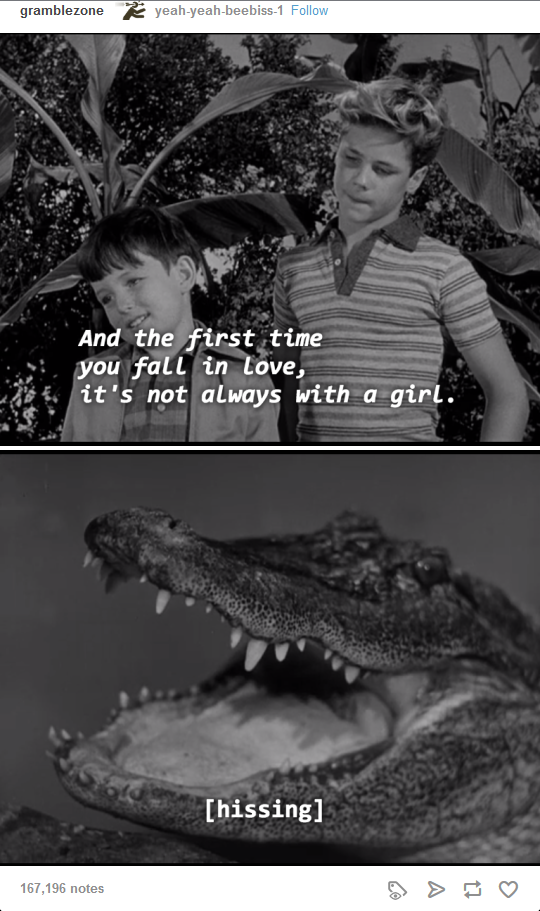 gramblezone yeah-yeah-beebiss-1 Follow
And the first time
you fall in love,
it's not always with a girl.
[hissing]
167,196 notes